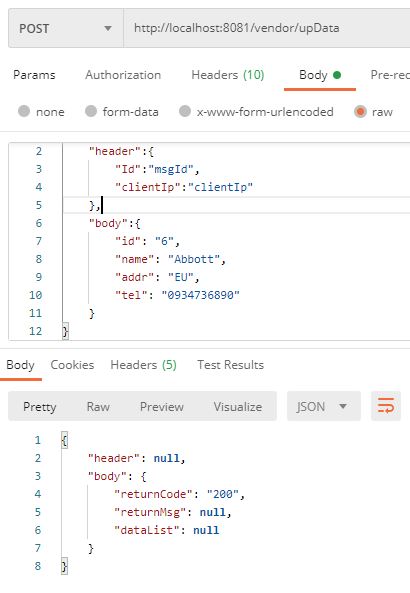 POST http://localhost:8081/vendor/upData
Params Authorization Headers (10) Body Pre-rec
none form-data x-www-form-urlencoded raw
2 "header":{
3 "Id":"msgId",
4 "clientIp":"clientIp"
5 },
6 "body":{
7 "id": "6",
8 "name": "Abbott",
9 "addr": "EU",
10 "tel": "0934736890"
11 }
12 }
Body Cookies Headers (5) Test Results
Pretty Raw Preview Visualize JSON
1 {
2 "header": null,
3 "body": {
4 "returnCode": "200",
5 "returnMsg": null,
6 "dataList": null
7 }
8 }